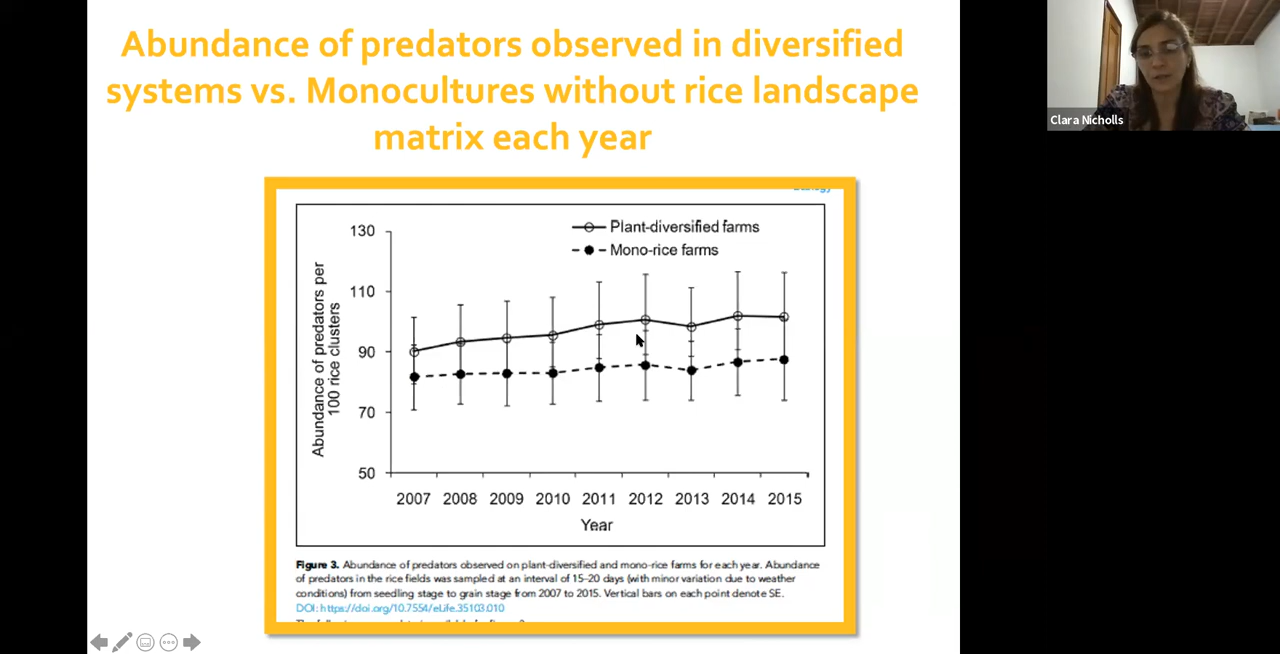 Abundance of predators observed in diversified
systems vs. Monocultures without rice landscape
matrix each year
Clara Nicholls
Plant-diversified farms
Mono-rice farms
130
110
90
70
50
Abundance of predators per
100 rice clusters
2007 2008 2009 2010 2011 2012 2013 2014 2015
Year
Figure 3. Abundance of predators observed on plant-diversified and mono-rice farms for each year. Abundance
of predators in the rice fields was sampled at an interval of 15–20 days (with minor variation due to weather
conditions) from seedling stage to grain stage from 2007 to 2015. Vertical bars on each point denote SE.
DOI: https://doi.org/10.7554/eLife.35103.010